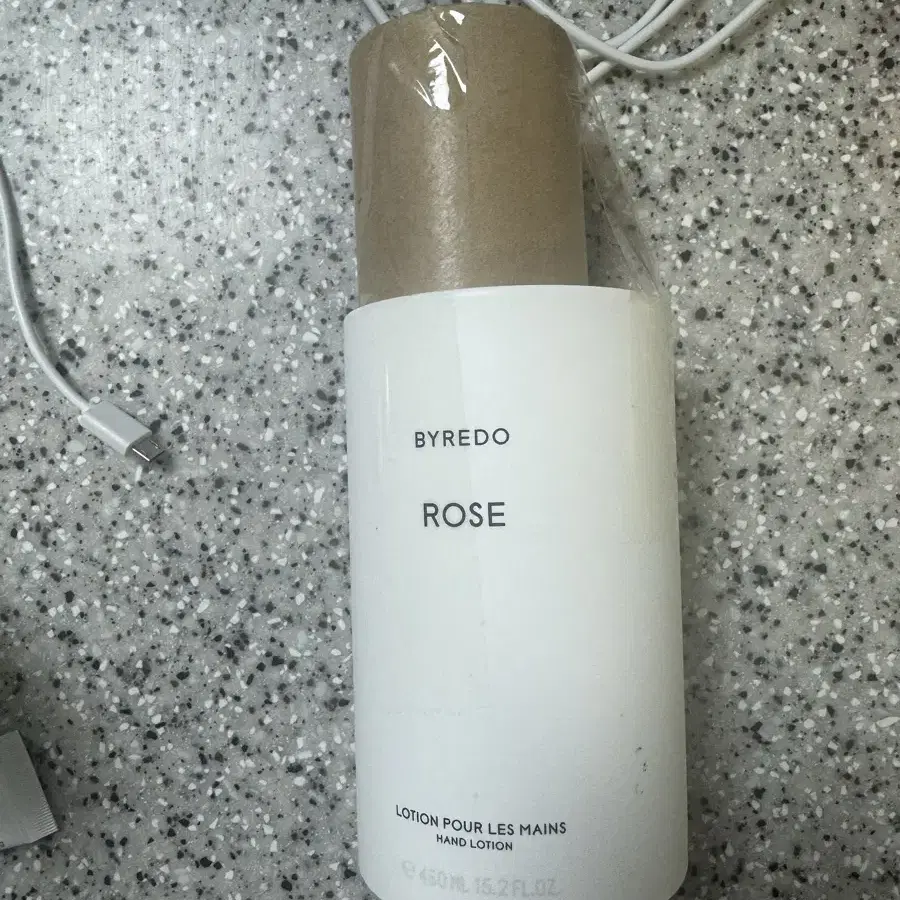 BYREDO
ROSE
LOTION POUR LES MAINS
HAND LOTION
℮ 450 mL 15.2 FL.OZ.